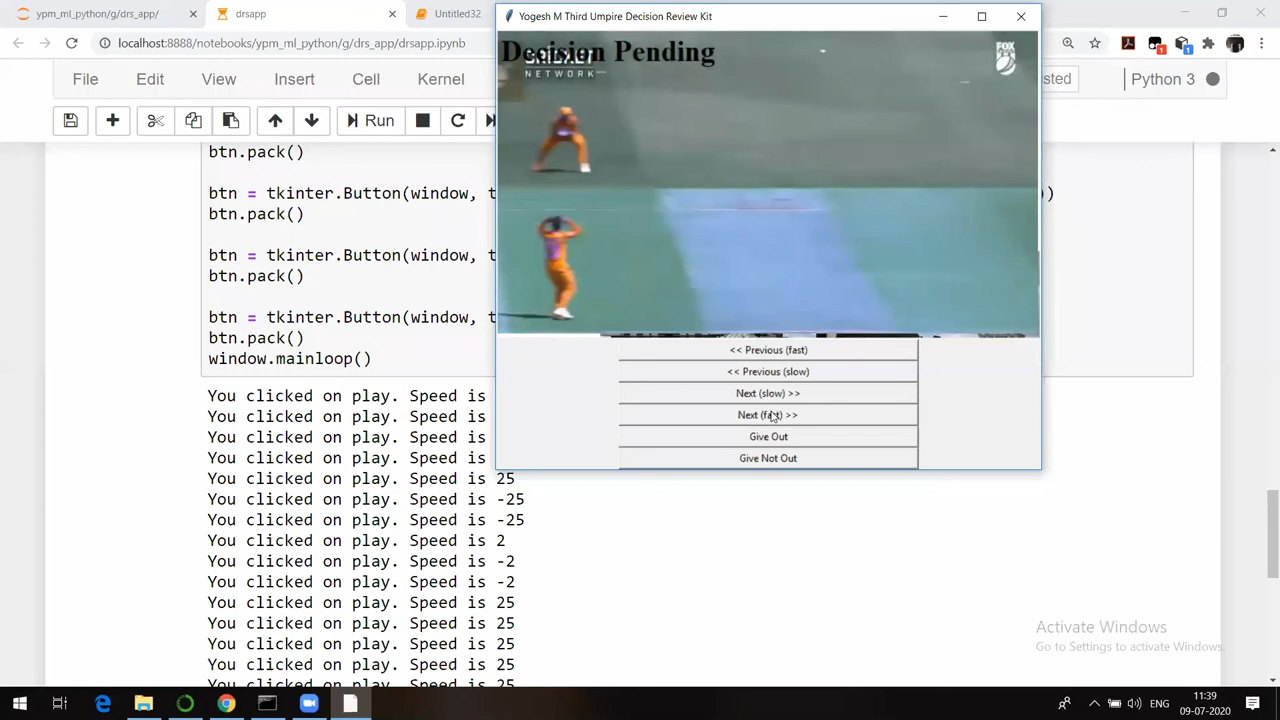 ypm_ml_python/g/drs_app/
drsapp
Untitled32
localhost:8888/notebooks/ypm_ml_python/g/drs_app/drsapp.ipynb
File Edit View Insert Cell Kernel
Python 3
Run
btn.pack()
btn = tkinter.Button(window, t
btn.pack()
btn = tkinter.Button(window, t
btn.pack()
btn = tkinter.Button(window, t
btn.pack()
window.mainloop()
You clicked on play. Speed is
You clicked on play. Speed is
You clicked on play. Speed is
You clicked on play. Speed is
You clicked on play. Speed is 25
You clicked on play. Speed is -25
You clicked on play. Speed is -25
You clicked on play. Speed is 2
You clicked on play. Speed is -2
You clicked on play. Speed is -2
You clicked on play. Speed is 25
You clicked on play. Speed is 25
You clicked on play. Speed is 25
You clicked on play. Speed is 25
You clicked on play. Speed is 25
Yogesh M Third Umpire Decision Review Kit
Decision Pending
NETWORK
FOX
<< Previous (fast)
<< Previous (slow)
Next (slow) >>
Next (fast) >>
Give Out
Give Not Out
Activate Windows
Go to Settings to activate Windows.
ENG
11:39
09-07-2020